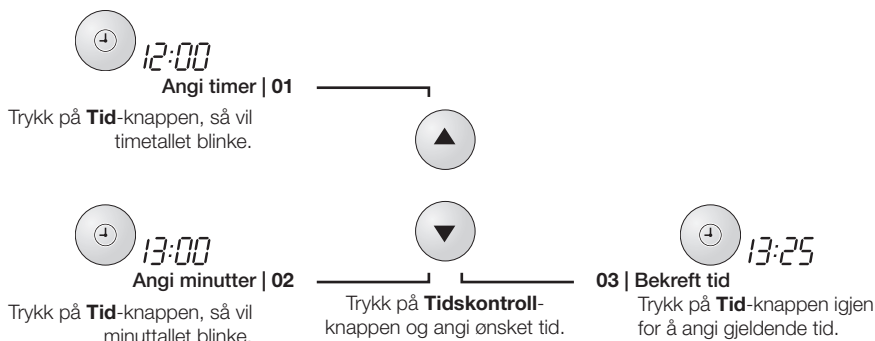 12:00
Angi timer | 01
Trykk på Tid-knappen, så vil
timetallet blinke.
13:00
Angi minutter | 02
Trykk på Tid-knappen, så vil
minuttallet blinke.
Trykk på Tidskontroll-
knappen og angi ønsket tid.
13:25
03 | Bekreft tid
Trykk på Tid-knappen igjen
for å angi gjeldende tid.